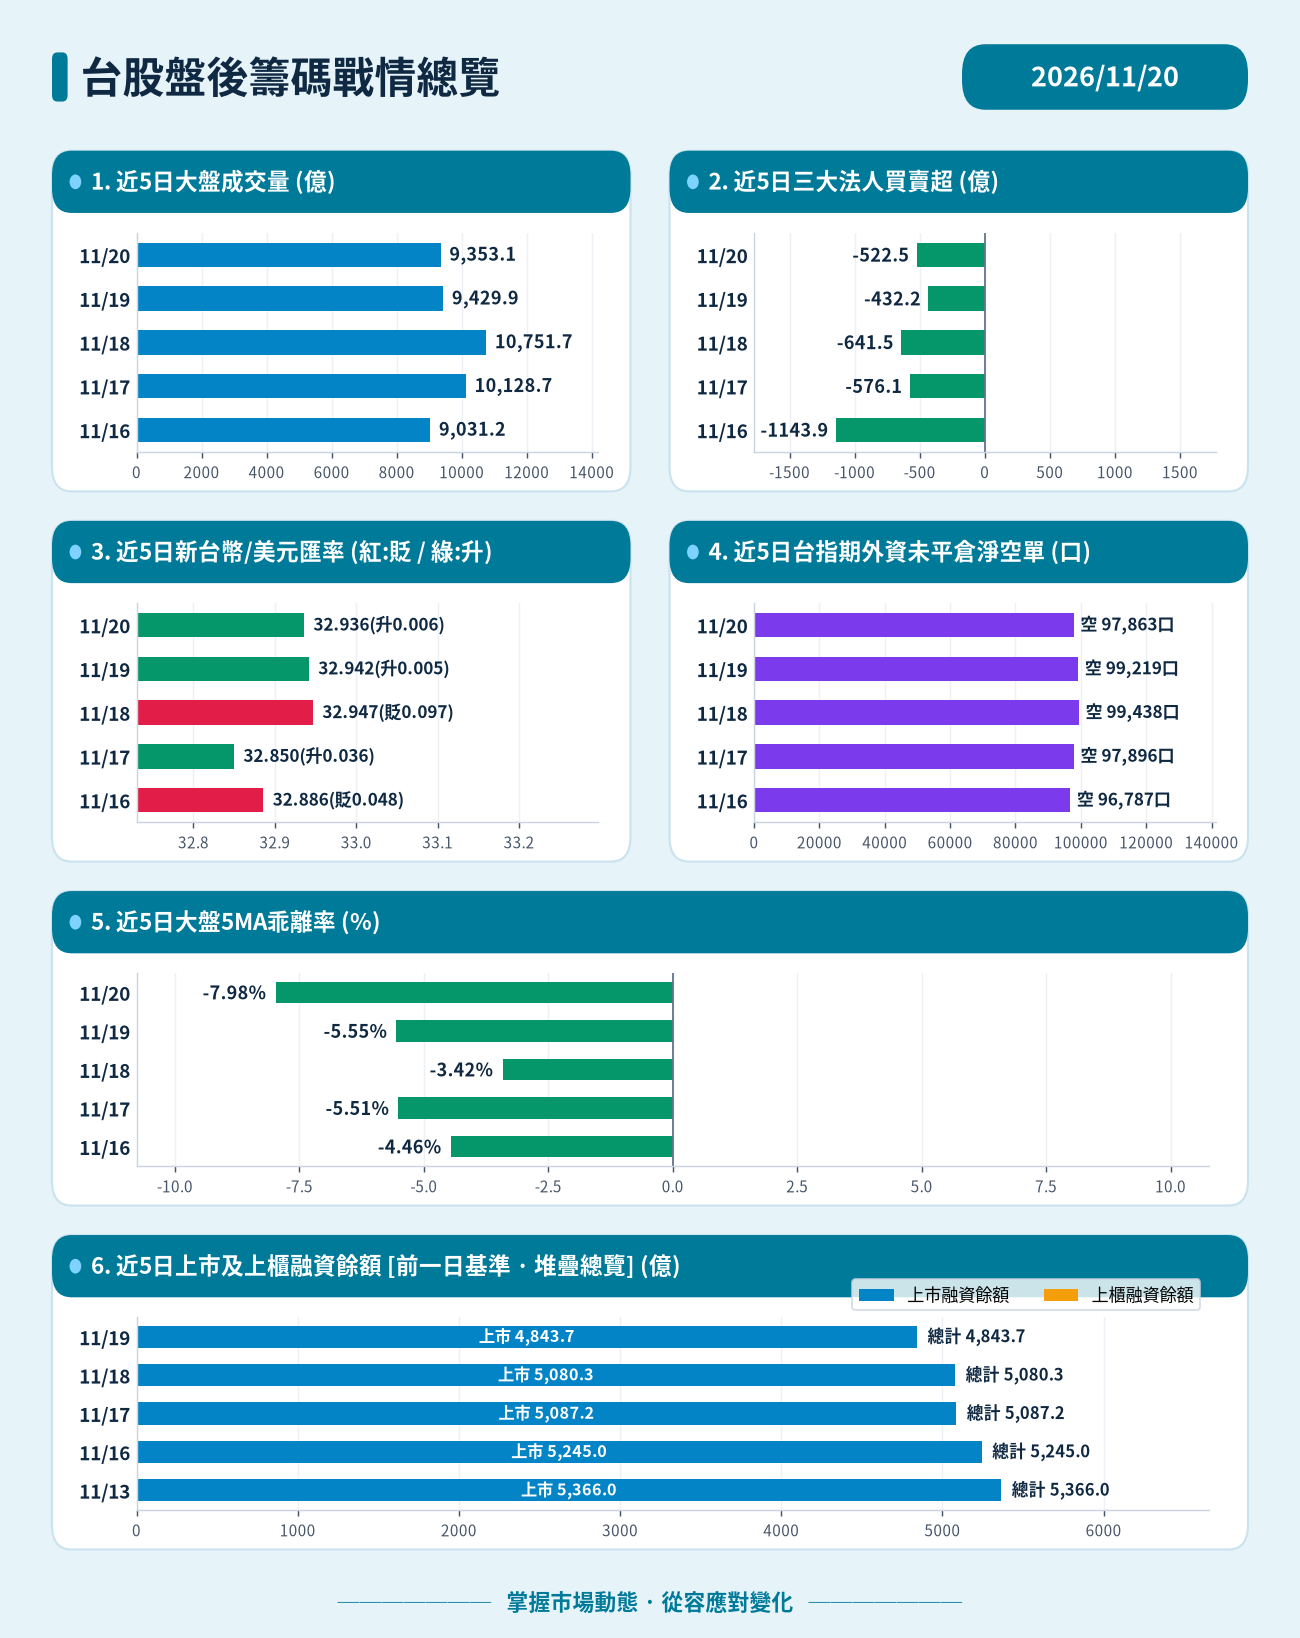 台股盤後籌碼戰情總覽
2026/11/20
1. 近5日大盤成交量 (億)
11/20 9,353.1
11/19 9,429.9
11/18 10,751.7
11/17 10,128.7
11/16 9,031.2
0 2000 4000 6000 8000 10000 12000 14000
2. 近5日三大法人買賣超 (億)
11/20 -522.5
11/19 -432.2
11/18 -641.5
11/17 -576.1
11/16 -1143.9
-1500 -1000 -500 0 500 1000 1500
3. 近5日新台幣/美元匯率 (紅:貶 / 綠:升)
11/20 32.936(升0.006)
11/19 32.942(升0.005)
11/18 32.947(貶0.097)
11/17 32.850(升0.036)
11/16 32.886(貶0.048)
32.8 32.9 33.0 33.1 33.2
4. 近5日台指期外資未平倉淨空單 (口)
11/20 空 97,863口
11/19 空 99,219口
11/18 空 99,438口
11/17 空 97,896口
11/16 空 96,787口
0 20000 40000 60000 80000 100000 120000 140000
5. 近5日大盤5MA乖離率 (%)
11/20 -7.98%
11/19 -5.55%
11/18 -3.42%
11/17 -5.51%
11/16 -4.46%
-10.0 -7.5 -5.0 -2.5 0.0 2.5 5.0 7.5 10.0
6. 近5日上市及上櫃融資餘額 [前一日基準 · 堆疊總覽] (億)
上市融資餘額 上櫃融資餘額
11/19 上市 4,843.7 總計 4,843.7
11/18 上市 5,080.3 總計 5,080.3
11/17 上市 5,087.2 總計 5,087.2
11/16 上市 5,245.0 總計 5,245.0
11/13 上市 5,366.0 總計 5,366.0
0 1000 2000 3000 4000 5000 6000
掌握市場動態 · 從容應對變化